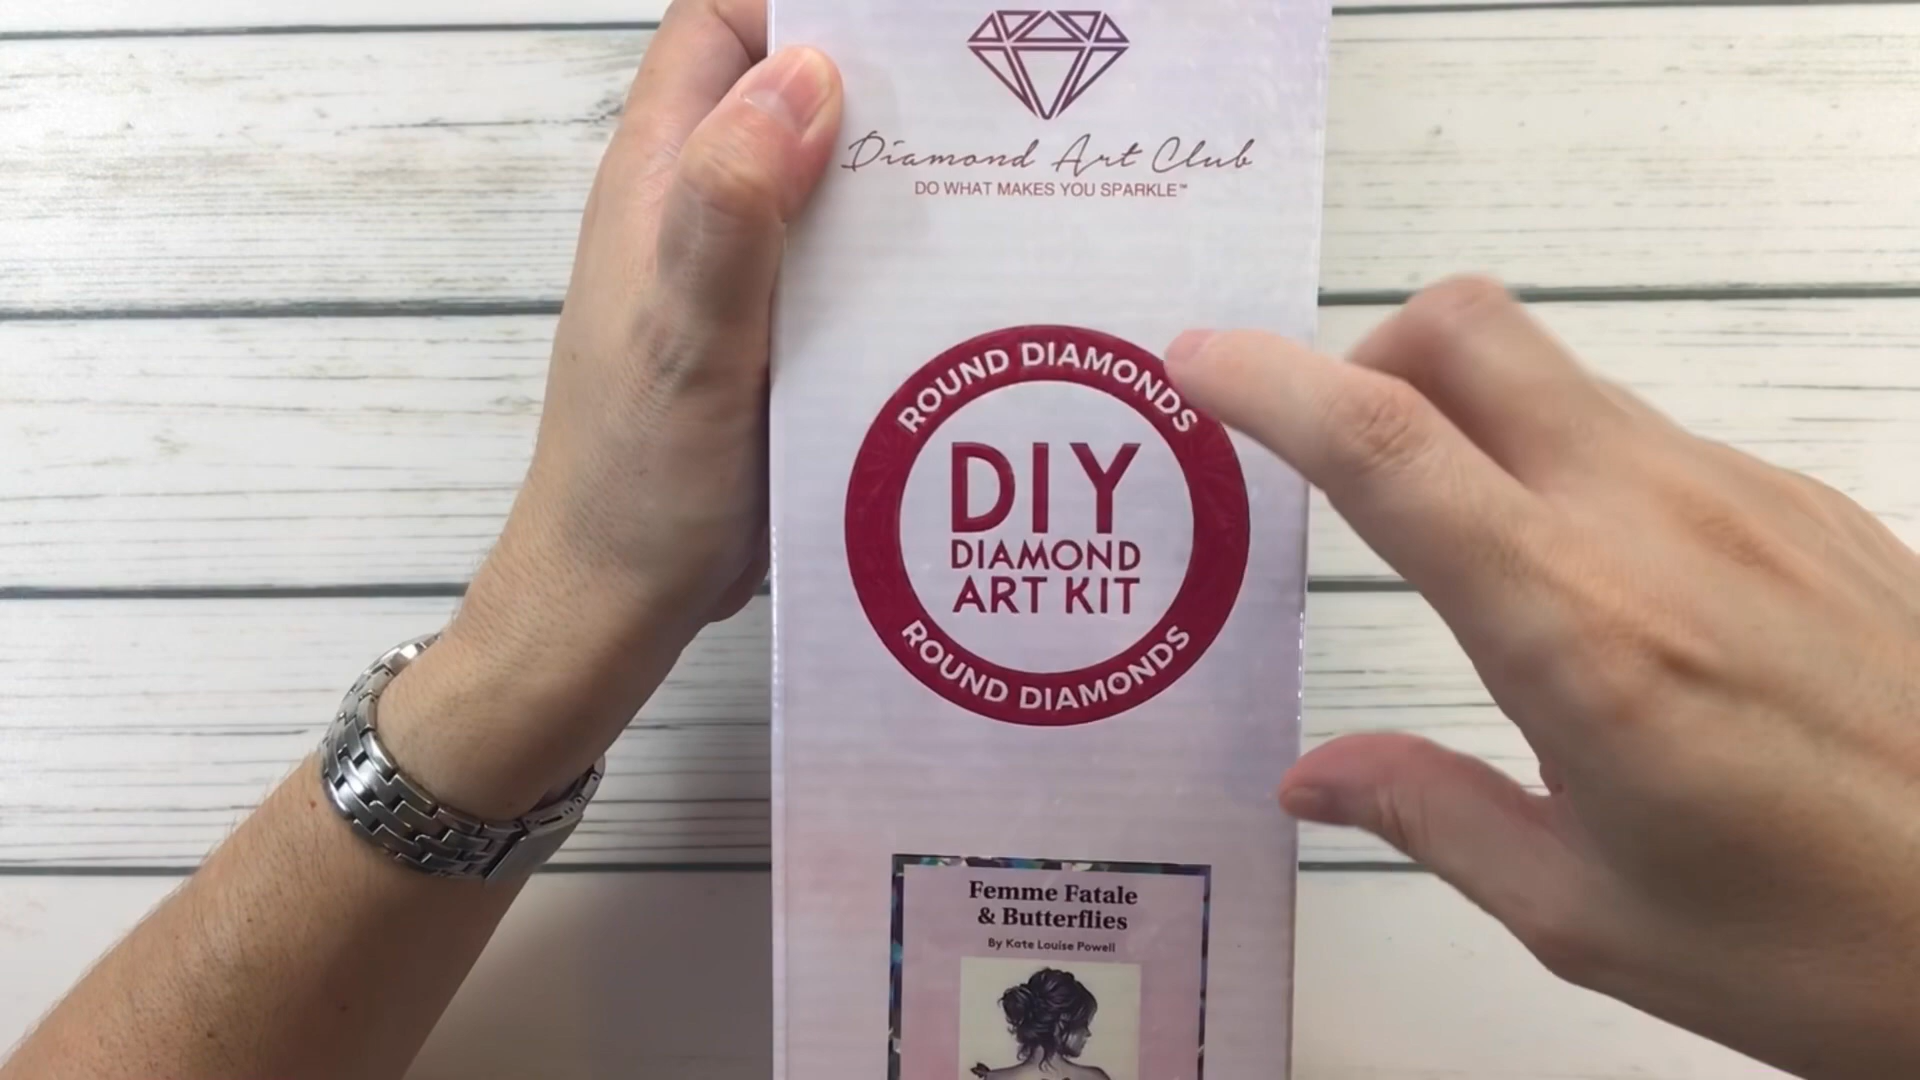 Diamond Art Club
DO WHAT MAKES YOU SPARKLE™
ROUND DIAMONDS
DIY
DIAMOND
ART KIT
ROUND DIAMONDS
Femme Fatale
& Butterflies
By Kate Louise Powell